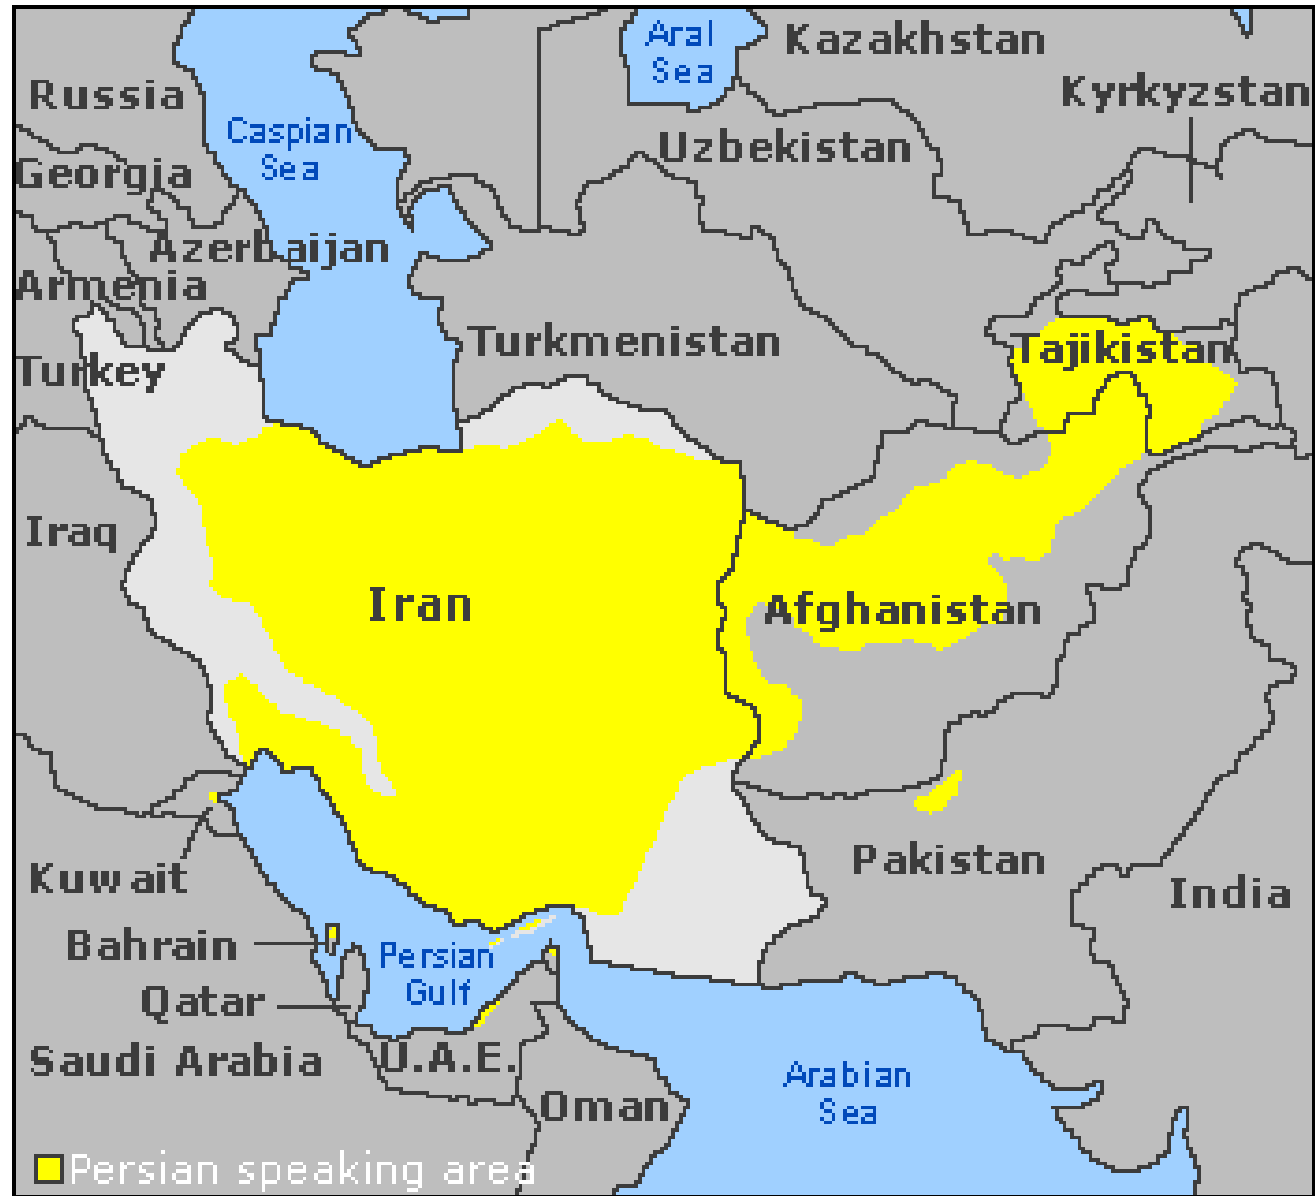 Aral
Sea
Kazakhstan
Russia
Kyrkyzstan
Caspian
Sea
Uzbekistan
Georgia
Azerbaijan
Armenia
Turkmenistan
Tajikistan
Turkey
Iraq
Iran
Afghanistan
Pakistan
Kuwait
India
Bahrain
Persian
Gulf
Qatar
Saudi Arabia
U.A.E.
Arabian
Sea
Oman
Persian speaking area